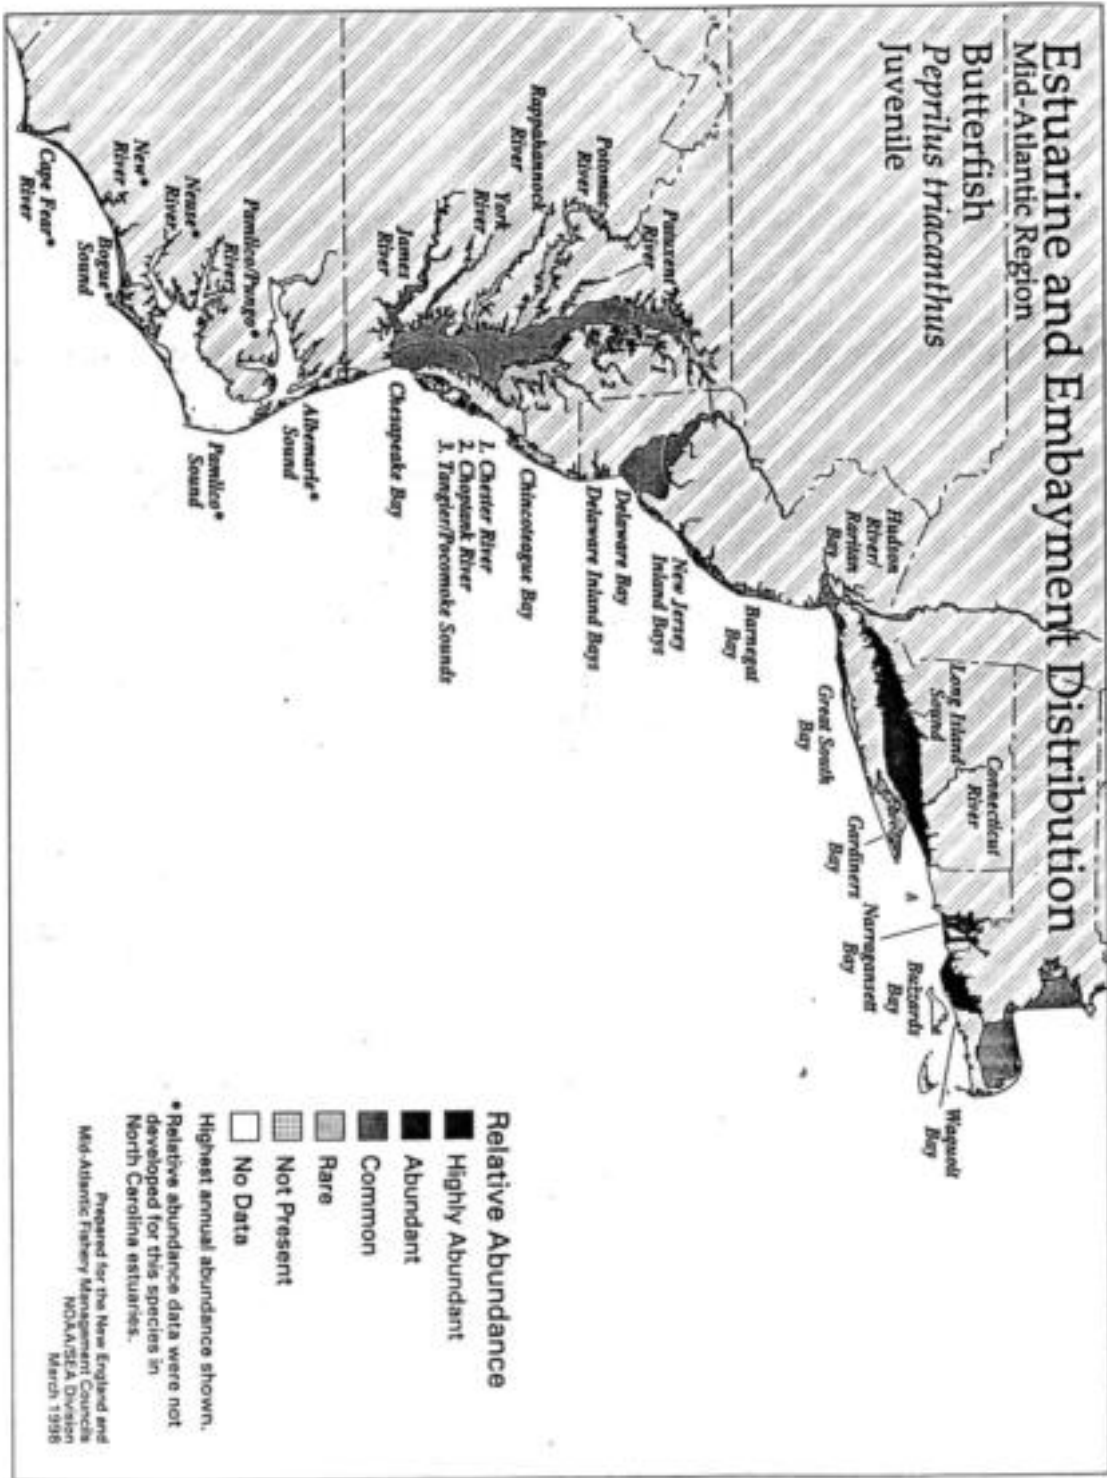 Estuarine and Embayment Distribution
Mid-Atlantic Region
Butterfish
Peprilus triacanthus
Juvenile
Hudson
River/
Raritan
Bay
Long Island
Sound
Connecticut
River
Great South
Bay
Gardiners
Bay
Narragansett
Bay
Buzzards
Bay
Waquoit
Bay
Barnegat
Bay
New Jersey
Inland Bays
Delaware Bay
Delaware Inland Bays
Chincoteague Bay
1. Chester River
2. Choptank River
3. Tangier/Pocomoke Sounds
Chesapeake Bay
1
2
3
Patuxent
River
Potomac
River
Rappahannock
River
York
River
James
River
Albemarle*
Sound
Pamlico*
Sound
Pamlico/Pungo*
Rivers
Neuse*
River
New*
River
Bogue*
Sound
Cape Fear*
River
Relative Abundance
Highly Abundant
Abundant
Common
Rare
Not Present
No Data
Highest annual abundance shown.
* Relative abundance data were not
developed for this species in
North Carolina estuaries.
Prepared for the New England and
Mid-Atlantic Fishery Management Councils
NOAA/SEA Division
March 1998